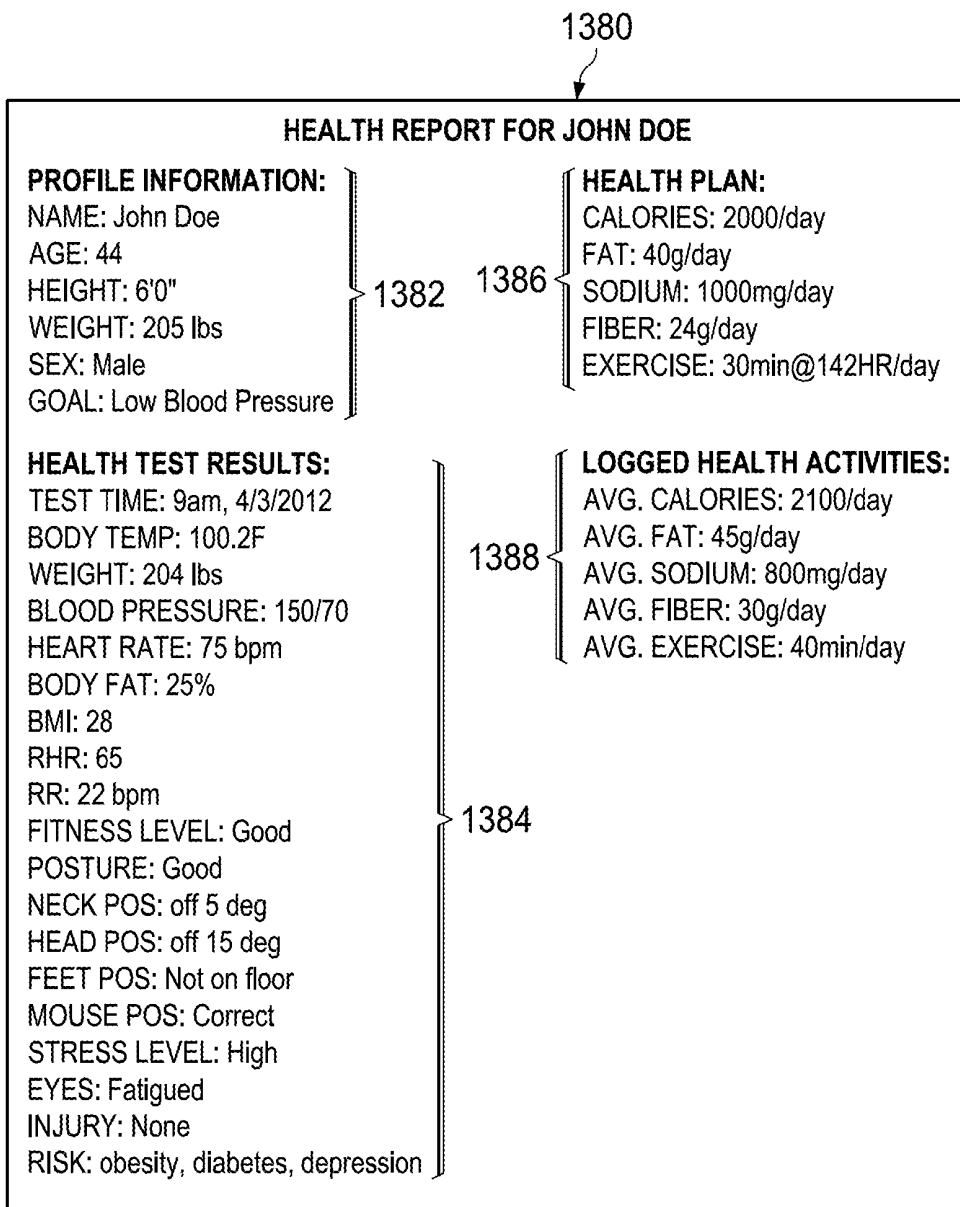 1380
HEALTH REPORT FOR JOHN DOE
PROFILE INFORMATION:
NAME: John Doe
AGE: 44
HEIGHT: 6'0"
WEIGHT: 205 lbs
SEX: Male
GOAL: Low Blood Pressure
1382
1386
HEALTH PLAN:
CALORIES: 2000/day
FAT: 40g/day
SODIUM: 1000mg/day
FIBER: 24g/day
EXERCISE: 30min@142HR/day
HEALTH TEST RESULTS:
TEST TIME: 9am, 4/3/2012
BODY TEMP: 100.2F
WEIGHT: 204 lbs
BLOOD PRESSURE: 150/70
HEART RATE: 75 bpm
BODY FAT: 25%
BMI: 28
RHR: 65
RR: 22 bpm
FITNESS LEVEL: Good
POSTURE: Good
NECK POS: off 5 deg
HEAD POS: off 15 deg
FEET POS: Not on floor
MOUSE POS: Correct
STRESS LEVEL: High
EYES: Fatigued
INJURY: None
RISK: obesity, diabetes, depression
1384
1388
LOGGED HEALTH ACTIVITIES:
AVG. CALORIES: 2100/day
AVG. FAT: 45g/day
AVG. SODIUM: 800mg/day
AVG. FIBER: 30g/day
AVG. EXERCISE: 40min/day